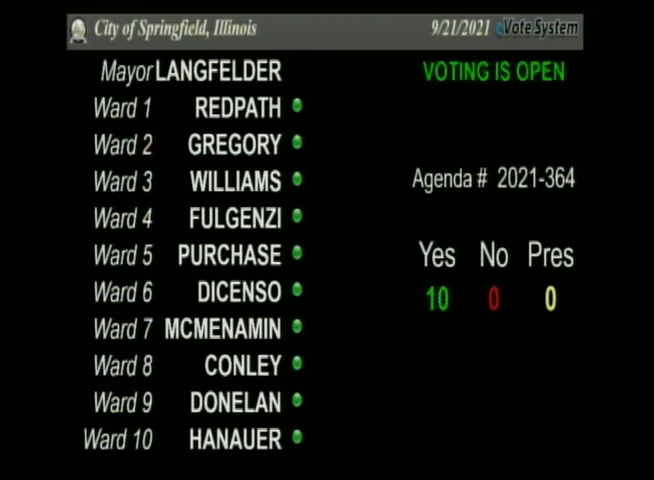 City of Springfield, Illinois 9/21/2021 eVote System
Mayor LANGFELDER VOTING IS OPEN
Ward 1 REDPATH
Ward 2 GREGORY
Ward 3 WILLIAMS Agenda # 2021-364
Ward 4 FULGENZI
Ward 5 PURCHASE Yes No Pres
Ward 6 DICENSO 10 0 0
Ward 7 MCMENAMIN
Ward 8 CONLEY
Ward 9 DONELAN
Ward 10 HANAUER